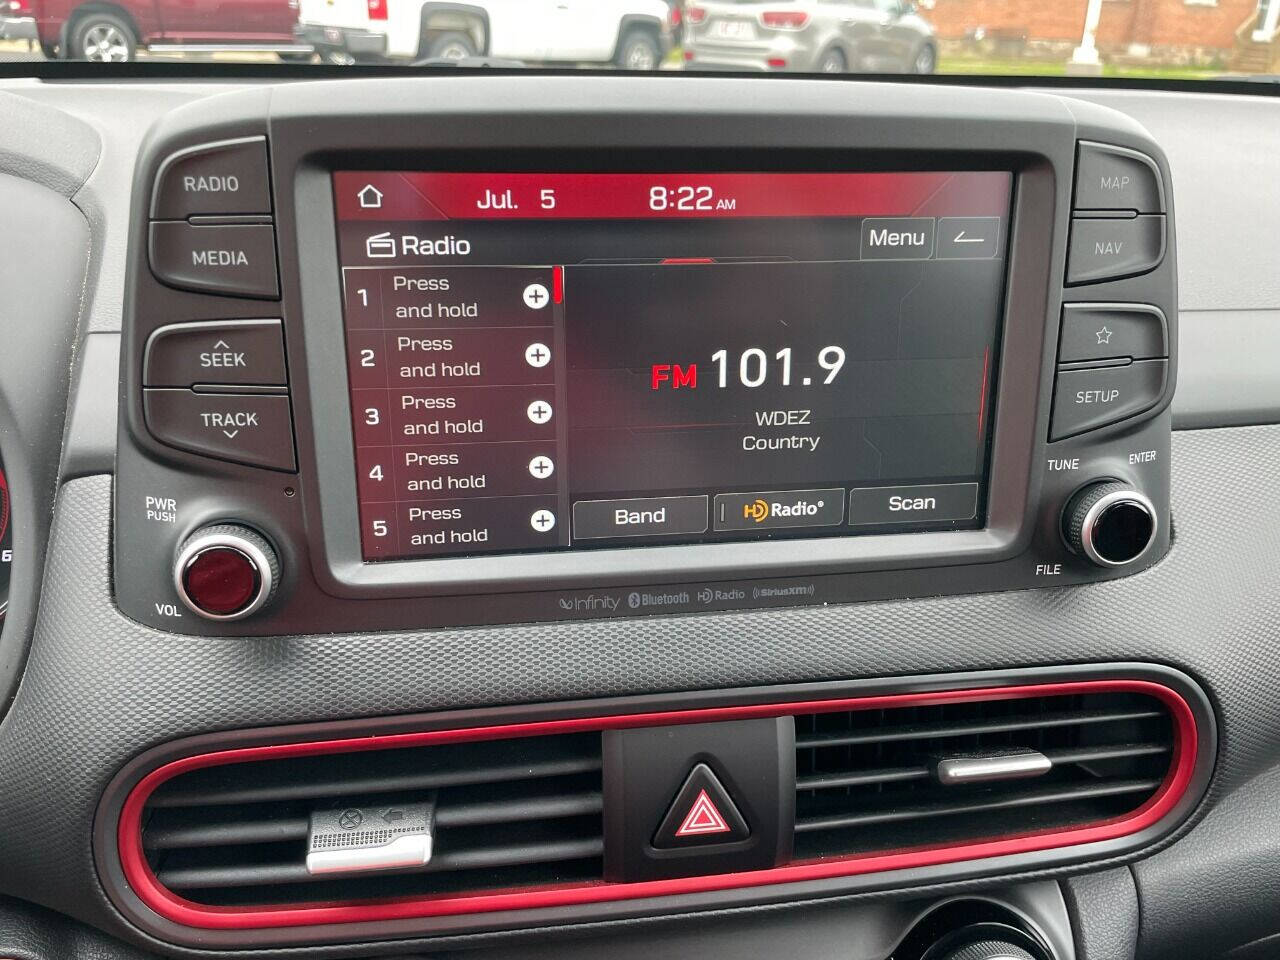 RADIO
MEDIA
SEEK
TRACK
PWR
PUSH
VOL
Jul. 5 8:22 AM
Radio
Menu
1 Press
and hold
2 Press
and hold
3 Press
and hold
4 Press
and hold
5 Press
and hold
FM 101.9
WDEZ
Country
Band
HD Radio®
Scan
MAP
NAV
SETUP
TUNE
ENTER
FILE
Infinity Bluetooth HD Radio ((SiriusXM))
6